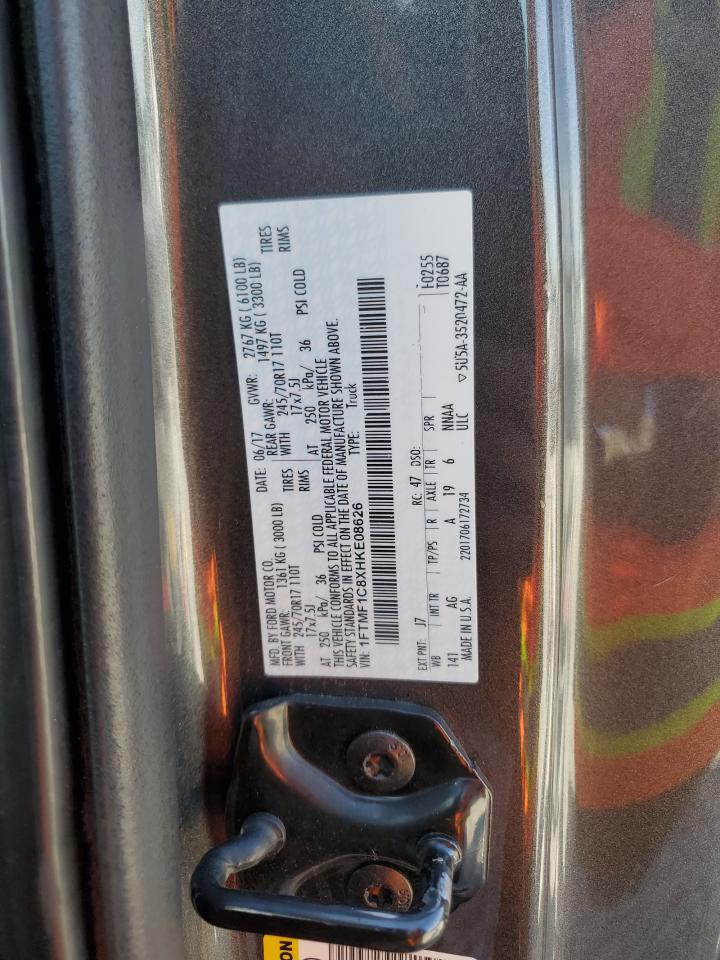 MFD. BY FORD MOTOR CO.
DATE: 06/17 GVWR: 2767 KG ( 6100 LB)
FRONT GAWR: 1361 KG ( 3000 LB) REAR GAWR: 1497 KG ( 3300 LB)
WITH 245/70R17 110T TIRES WITH 245/70R17 110T TIRES
17x7.5J RIMS 17x7.5J RIMS
AT 250 kPa/ 36 PSI COLD AT 250 kPa/ 36 PSI COLD
THIS VEHICLE CONFORMS TO ALL APPLICABLE FEDERAL MOTOR VEHICLE
SAFETY STANDARDS IN EFFECT ON THE DATE OF MANUFACTURE SHOWN ABOVE.
VIN: 1FTMF1C8XHKE08626 TYPE: Truck
F0255
T0687
EXT PNT: J7 RC: 47 DSO:
WB INT TR TP/PS R AXLE TR SPR
141 AG A 19 6 NNAA
MADE IN U.S.A. 2201706172734 ULC
▽ 5U5A-3520472-AA